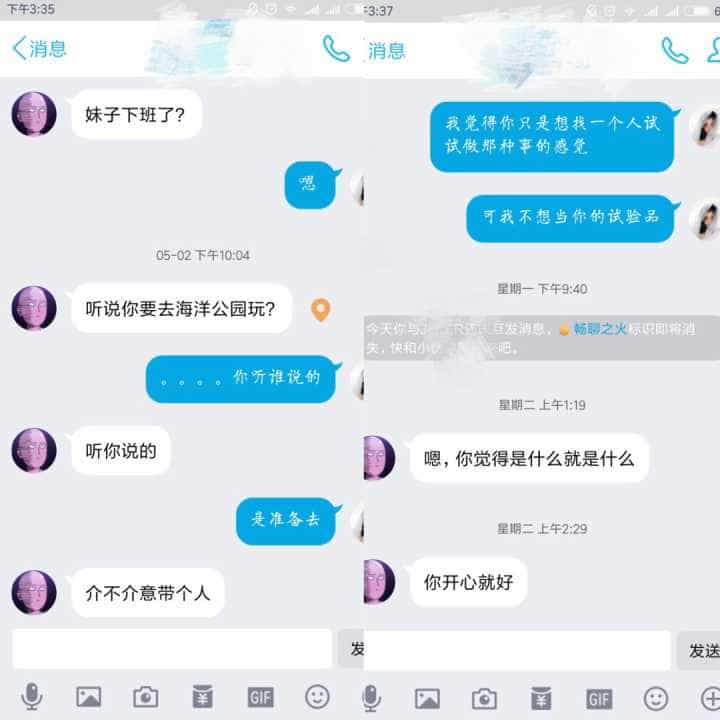 下午3:35
消息
妹子下班了?
嗯
05-02 下午10:04
听说你要去海洋公园玩?
。。。。你听谁说的
听你说的
是准备去
介不介意带个人
发
GIF
3:37
消息
我觉得你只是想找一个人试
试做那种事的感觉
可我不想当你的试验品
星期一 下午9:40
今天你与 发消息, 畅聊之火标识即将消
失, 快和小 吧。
星期二 上午1:19
嗯, 你觉得是什么就是什么
星期二 上午2:29
你开心就好
发送
GIF